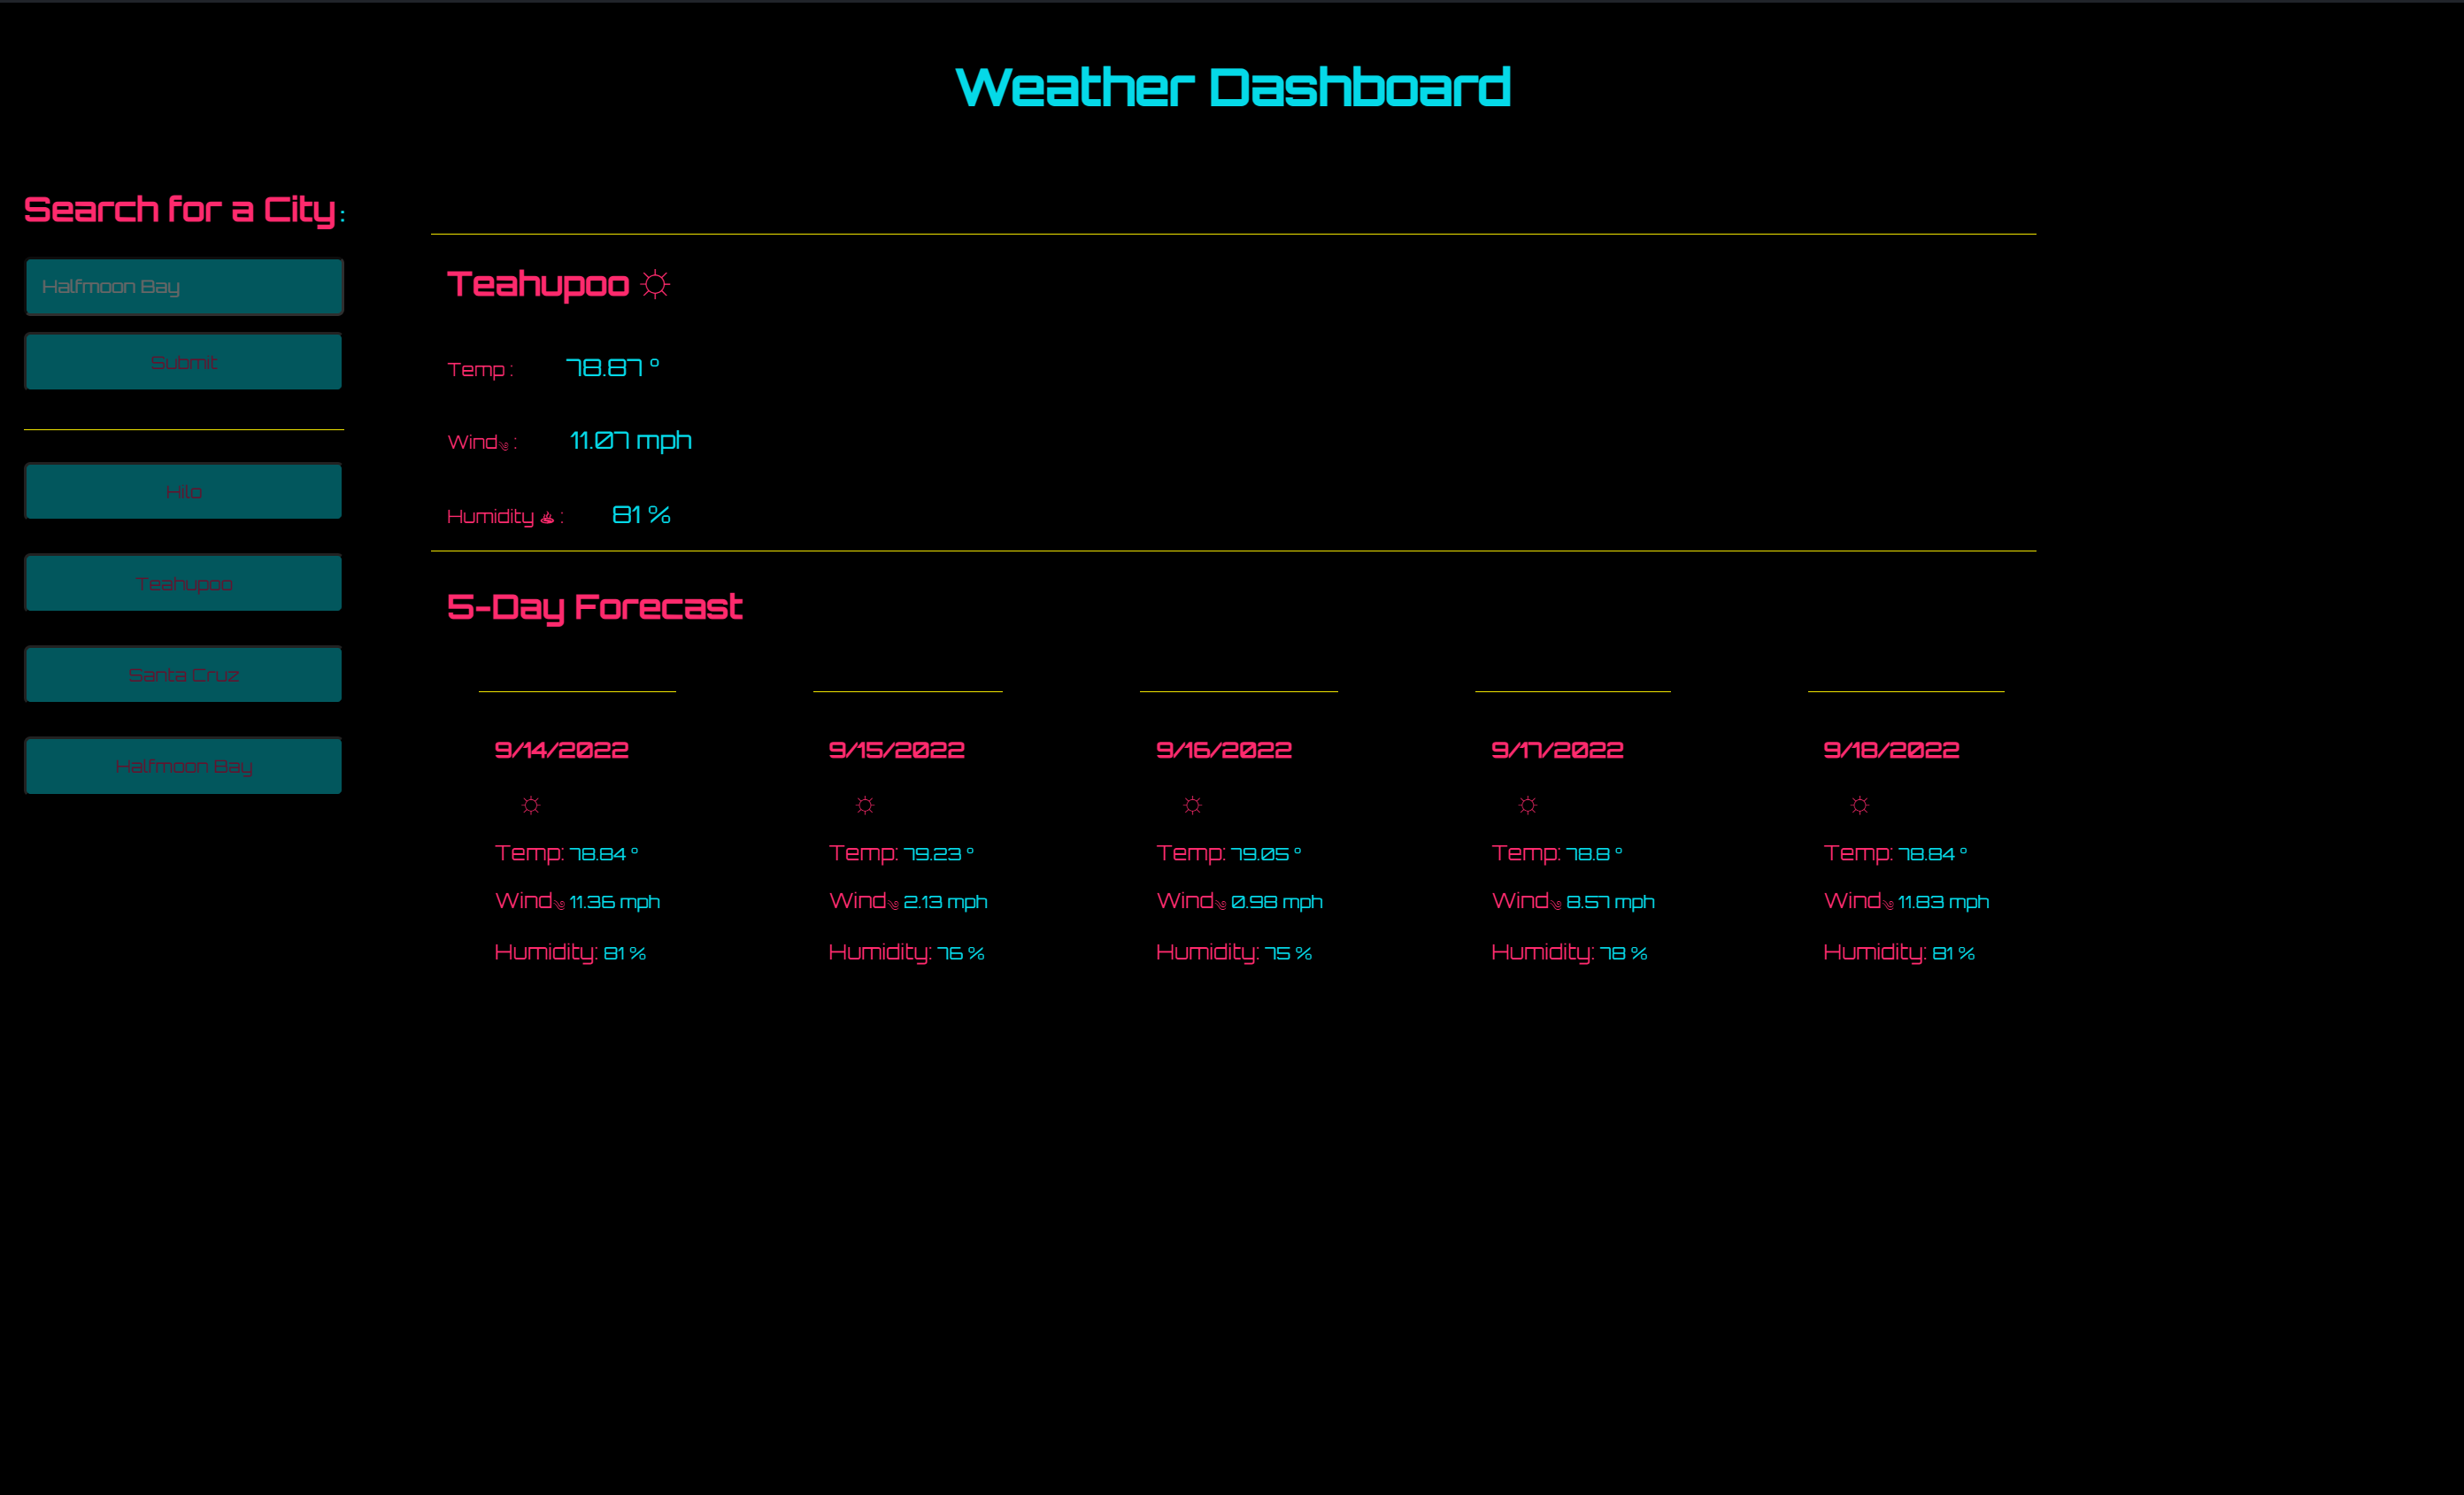 Weather Dashboard
Search for a City:
Halfmoon Bay
Submit
Hilo
Teahupoo
Santa Cruz
Halfmoon Bay
Teahupoo ☼
Temp : 78.87 °
Wind༄ : 11.07 mph
Humidity ♨ : 81 %
5-Day Forecast
9/14/2022
☼
Temp: 78.84 °
Wind༄ 11.36 mph
Humidity: 81 %
9/15/2022
☼
Temp: 79.23 °
Wind༄ 2.13 mph
Humidity: 76 %
9/16/2022
☼
Temp: 79.05 °
Wind༄ 0.98 mph
Humidity: 75 %
9/17/2022
☼
Temp: 78.8 °
Wind༄ 8.57 mph
Humidity: 78 %
9/18/2022
☼
Temp: 78.84 °
Wind༄ 11.83 mph
Humidity: 81 %